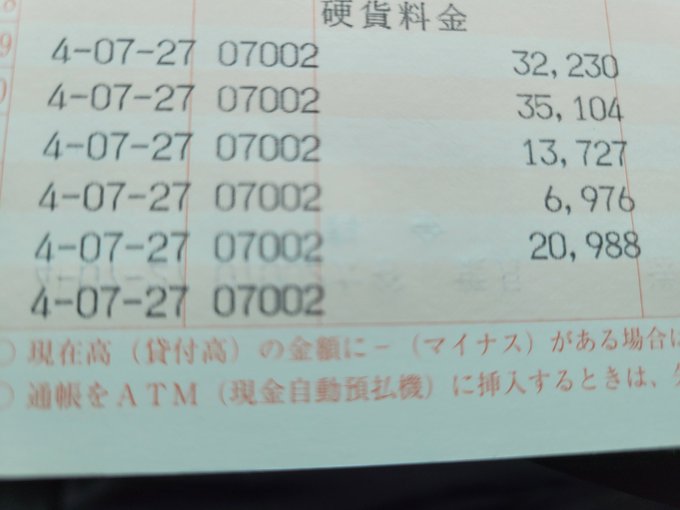 硬貨料金
4-07-27 07002 32,230
4-07-27 07002 35,104
4-07-27 07002 13,727
4-07-27 07002 6,976
4-07-27 07002 20,988
4-07-27 07002
○現在高（貸付高）の金額に－（マイナス）がある場合に
○通帳をATM（現金自動預払機）に挿入するときは、